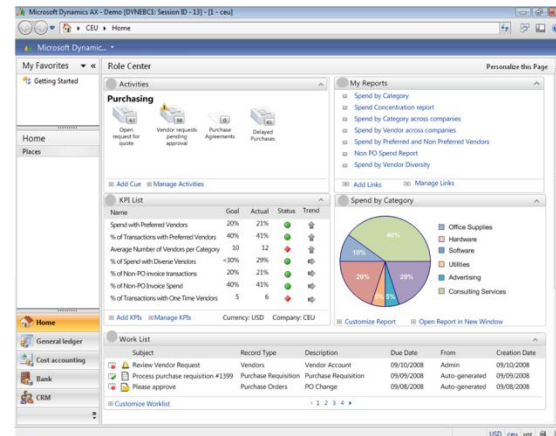 Microsoft Dynamics AX - Demo [DYNEBC1: Session ID - 13] - [1 - ceu]
CEU Home
Microsoft Dynamic...
My Favorites
Getting Started
Home
Places
Home
General ledger
Cost accounting
Bank
CRM
Role Center
Personalize this Page
Activities
Purchasing
Open request for quote
Vendor requests pending approval
Purchase Agreements
Delayed Purchases
Add Cue Manage Activities
My Reports
Spend by Category
Spend Concentration report
Spend by Category across companies
Spend by Vendor across companies
Spend by Preferred and Non Preferred Vendors
Non PO Spend Report
Spend by Vendor Diversity
Add Links Manage Links
KPI List
Name Goal Actual Status Trend
Spend with Preferred Vendors 20% 21%
% of Transactions with Preferred Vendors 40% 41%
Average Number of Vendors per Category 10 12
% of Spend with Diverse Vendors <30% 29%
% of Non-PO invoice transactions 20% 21%
% of Non-PO Invoice Spend 40% 41%
% of Transactions with One Time Vendors 5 6
Add KPIs Manage KPIs Currency: USD Company: CEU
Spend by Category
Office Supplies
Hardware
Software
Utilities
Advertising
Consulting Services
Customize Report Open Report in New Window
Work List
Subject Record Type Description Due Date From Creation Date
Review Vendor Request Vendors Vendor Account 09/10/2008 Admin 09/10/2008
Process purchase requisition #1399 Purchase Requisition Purchase Requisition 09/09/2008 Auto-generated 09/09/2008
Please approve Purchase Orders PO Change 09/08/2008 Auto-generated 09/08/2008
Customize Worklist
1 2 3 4
USD ceu usr